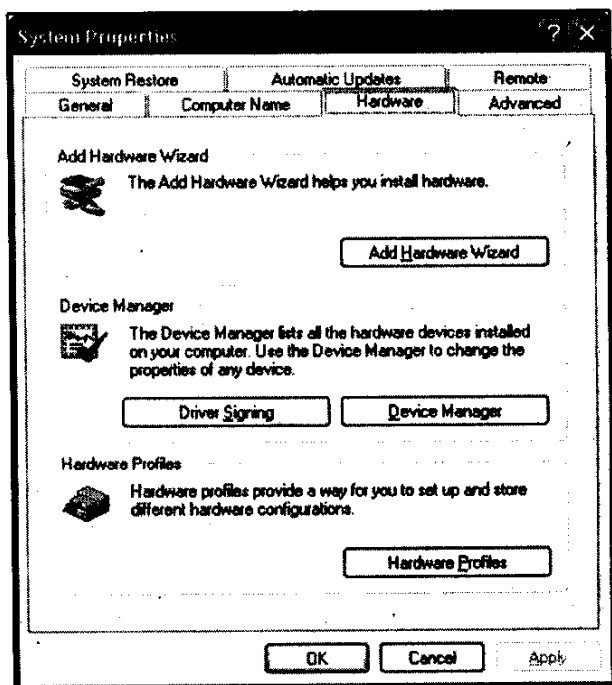 System Properties
System Restore Automatic Updates Remote
General Computer Name Hardware Advanced
Add Hardware Wizard
The Add Hardware Wizard helps you install hardware.
Add Hardware Wizard
Device Manager
The Device Manager lists all the hardware devices installed
on your computer. Use the Device Manager to change the
properties of any device.
Driver Signing Device Manager
Hardware Profiles
Hardware profiles provide a way for you to set up and store
different hardware configurations.
Hardware Profiles
OK Cancel Apply